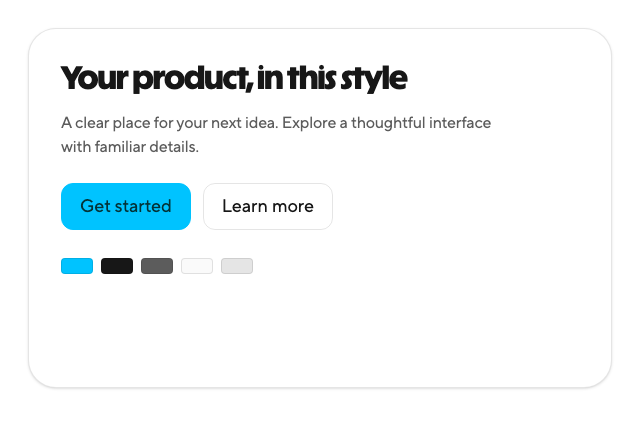 Your product, in this style
A clear place for your next idea. Explore a thoughtful interface
with familiar details.
Get started
Learn more